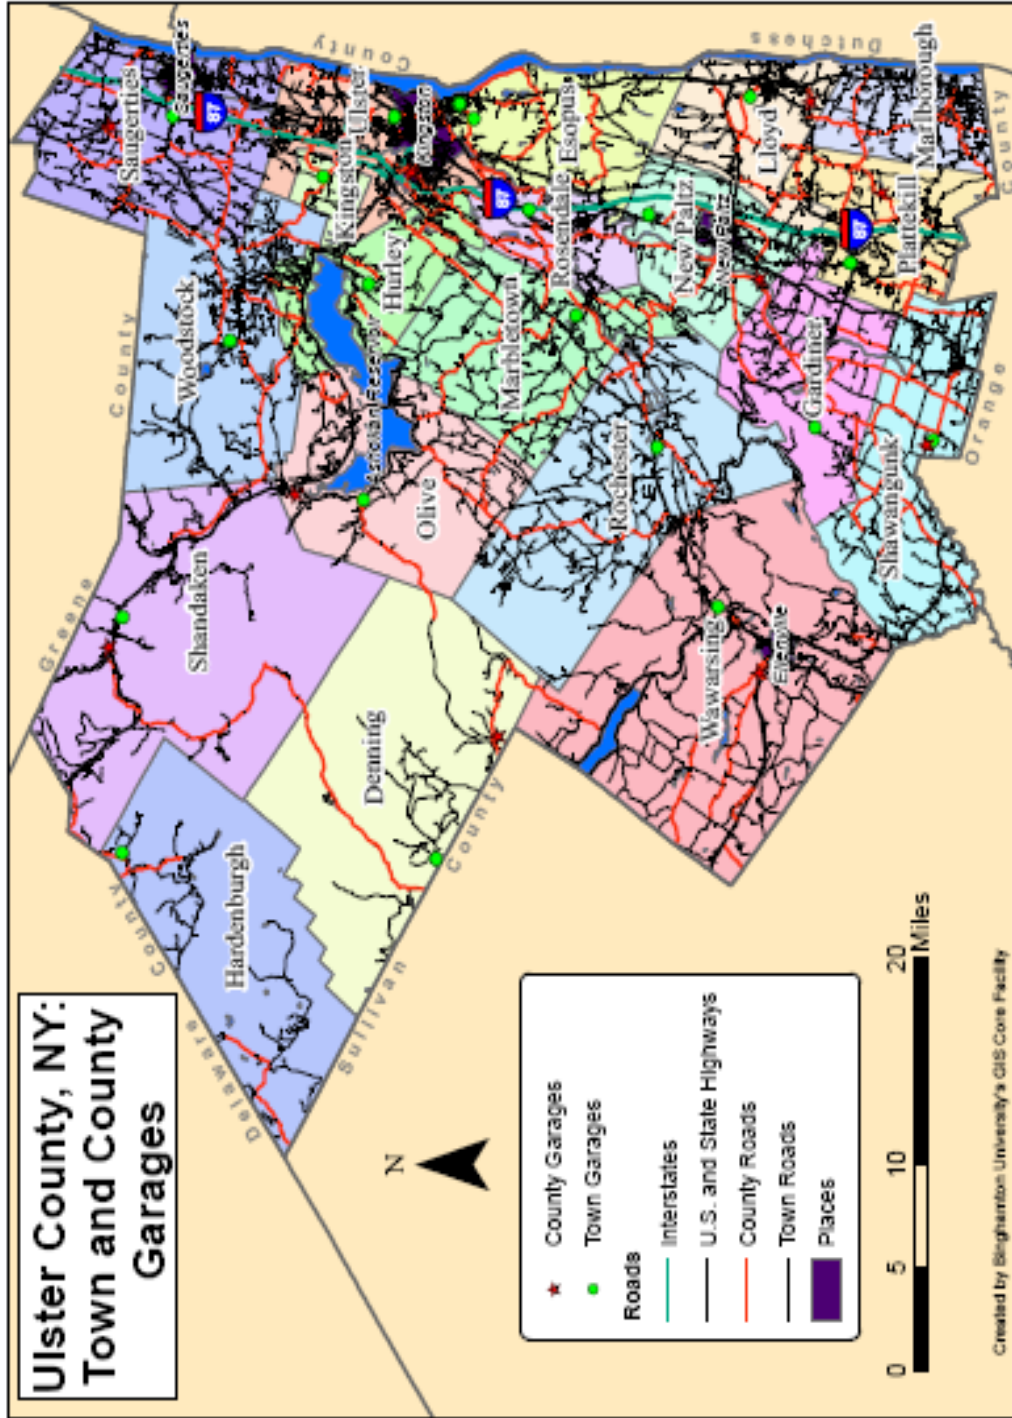 Ulster County, NY:
Town and County
Garages
Delaware County
Greene County
Sullivan County
Dutchess County
Orange County
Hardenburgh
Shandaken
Denning
Woodstock
Saugerties
Saugerties
87
Kingston
Ulster
Kingston
Hurley
Ashokan Reservoir
Olive
Marbletown
Rosendale
Esopus
87
Rochester
New Paltz
New Paltz
Lloyd
Wawarsing
Ellenville
Gardiner
Plattekill
87
Marlborough
Shawangunk
N
County Garages
Town Garages
Roads
Interstates
U.S. and State Highways
County Roads
Town Roads
Places
0 5 10 20
Miles
Created by Binghamton University's GIS Core Facility